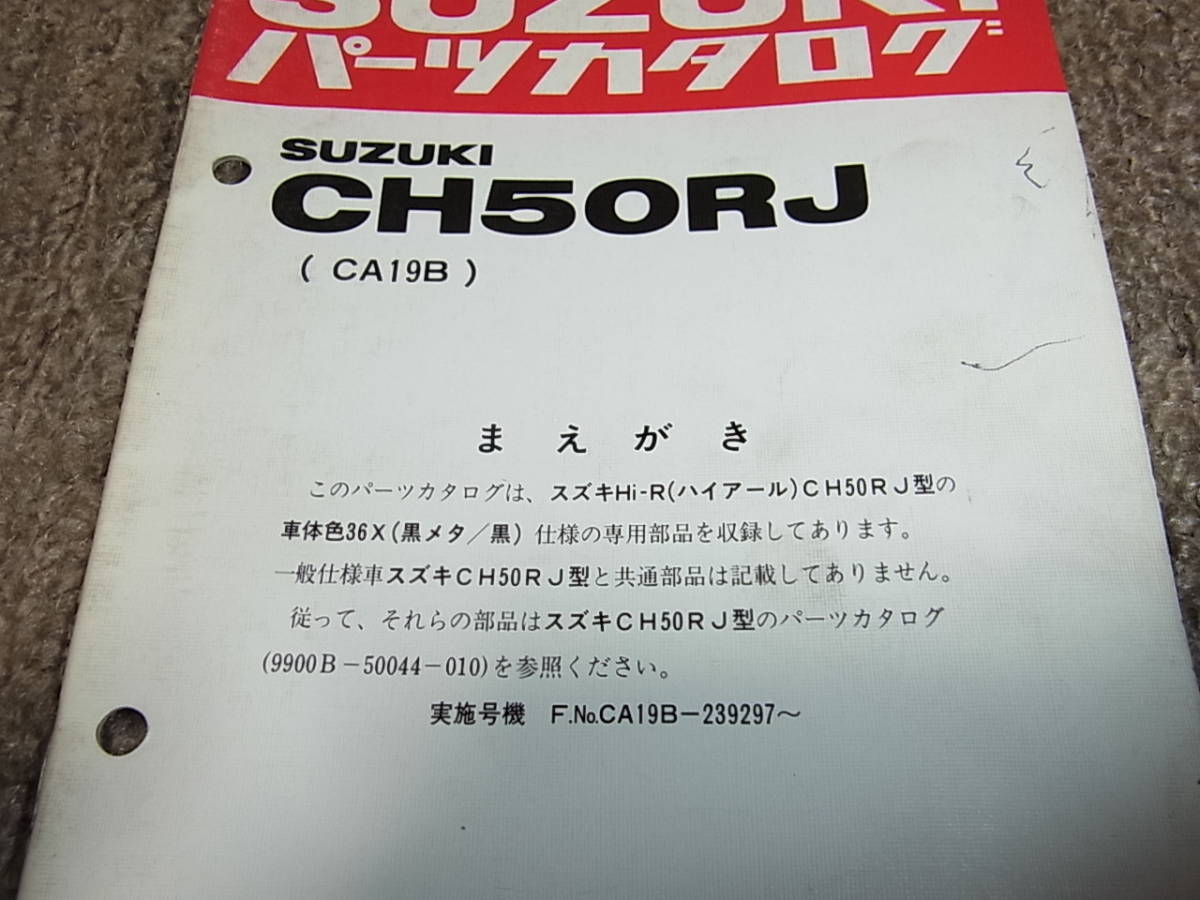 SUZUKI
パーツカタログ
SUZUKI
CH50RJ
( CA19B )
まえがき
このパーツカタログは、スズキHi-R(ハイアール)CH50RJ型の
車体色36X(黒メタ/黒)仕様の専用部品を収録してあります。
一般仕様車スズキCH50RJ型と共通部品は記載してありません。
従って、それらの部品はスズキCH50RJ型のパーツカタログ
(9900B-50044-010)を参照ください。
実施号機 F.No.CA19B-239297~